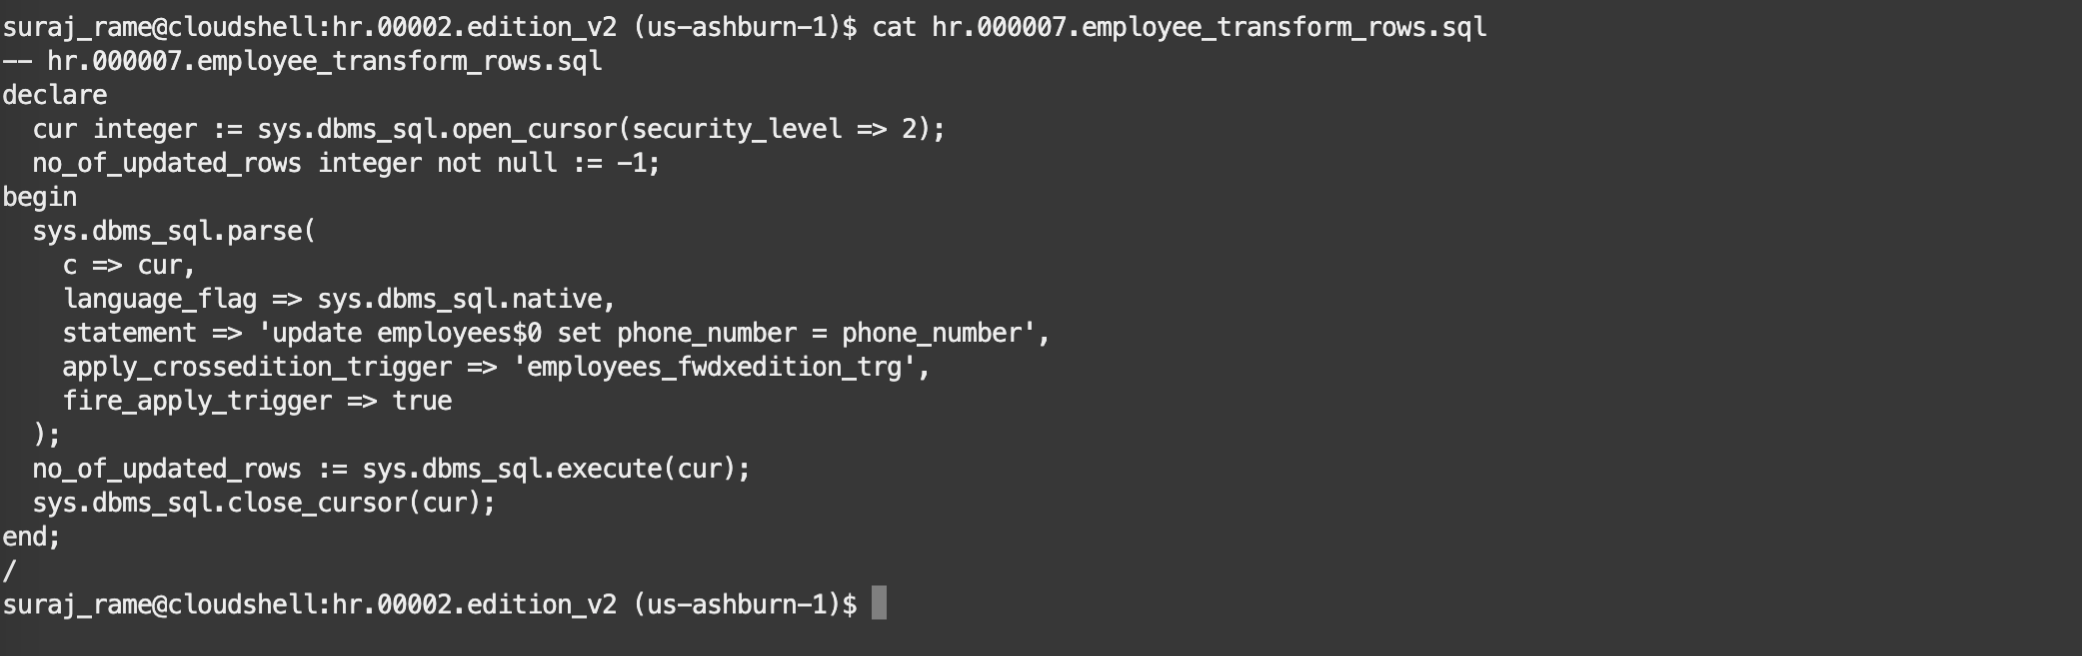 suraj_rame@cloudshell:hr.00002.edition_v2 (us-ashburn-1)$ cat hr.000007.employee_transform_rows.sql
-- hr.000007.employee_transform_rows.sql
declare
  cur integer := sys.dbms_sql.open_cursor(security_level => 2);
  no_of_updated_rows integer not null := -1;
begin
  sys.dbms_sql.parse(
    c => cur,
    language_flag => sys.dbms_sql.native,
    statement => 'update employees$0 set phone_number = phone_number',
    apply_crossedition_trigger => 'employees_fwdxedition_trg',
    fire_apply_trigger => true
  );
  no_of_updated_rows := sys.dbms_sql.execute(cur);
  sys.dbms_sql.close_cursor(cur);
end;
/
suraj_rame@cloudshell:hr.00002.edition_v2 (us-ashburn-1)$